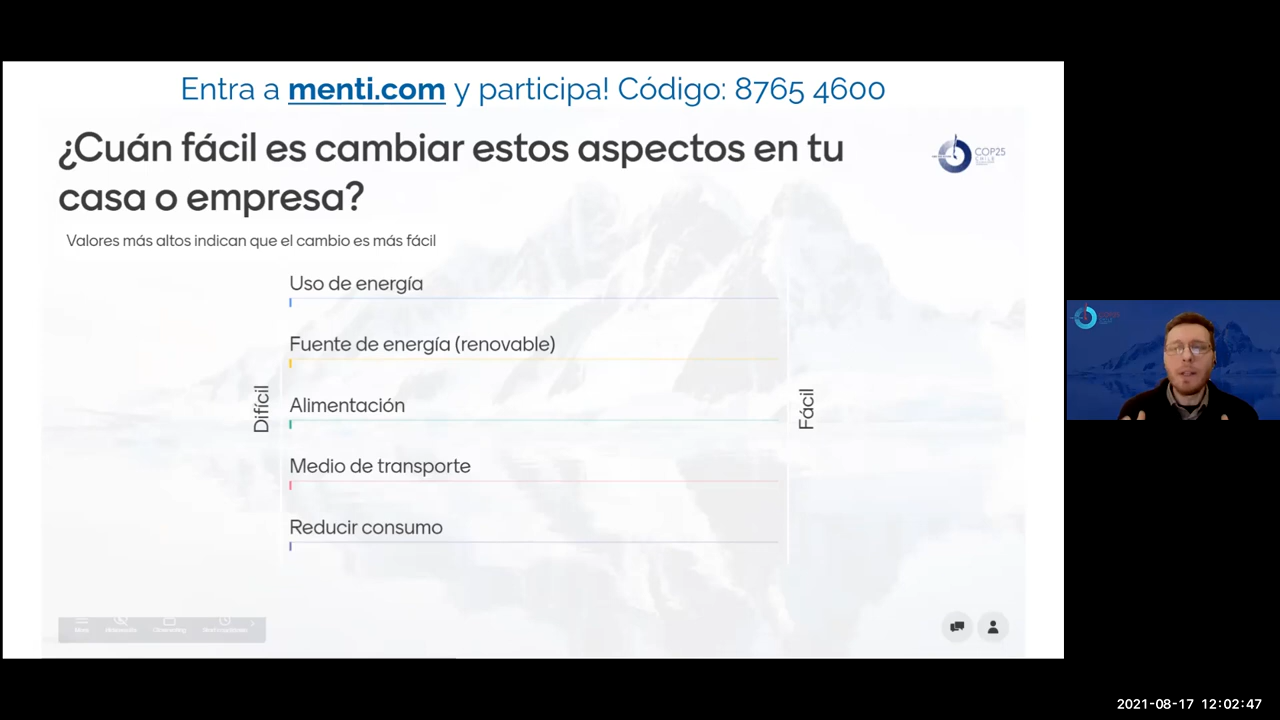 Entra a menti.com y participa! Código: 8765 4600
¿Cuán fácil es cambiar estos aspectos en tu
casa o empresa?
COP25
CHILE
Valores más altos indican que el cambio es más fácil
Uso de energía
Fuente de energía (renovable)
Alimentación
Medio de transporte
Reducir consumo
Difícil
Fácil
2021-08-17 12:02:47